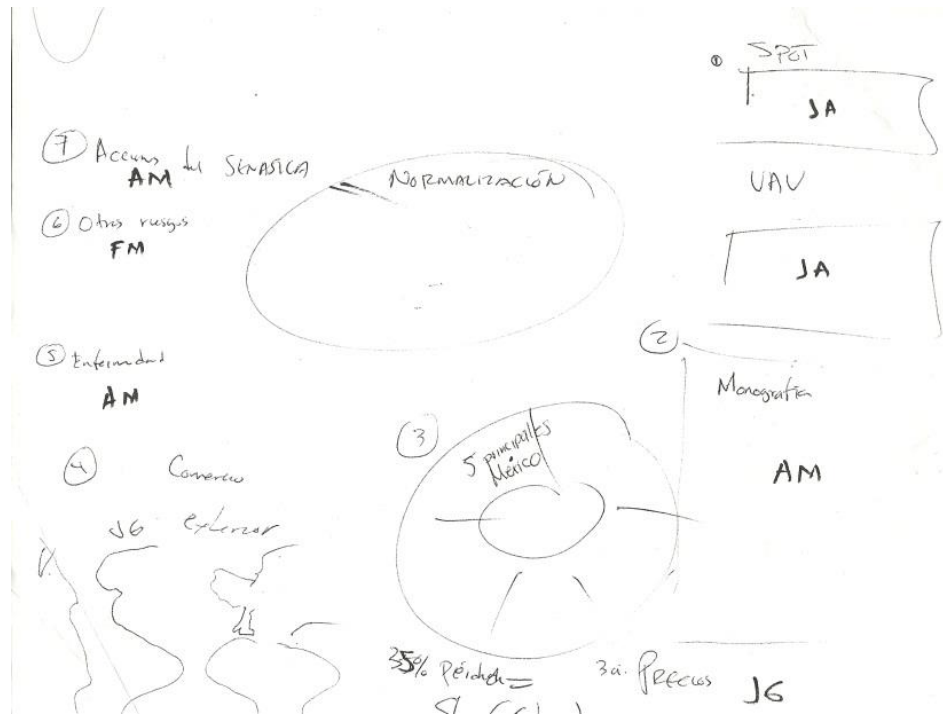 ① SPOT
JA
UAU
JA
② Monografía
AM
③ 5 principales
México
35% Pérdida =
3a. PRECIOS JG
④ Comercio
JG exterior
⑤ Enfermedad
AM
⑥ Otros riesgos
FM
⑦ Acciones del SENASICA
AM
NORMALIZACIÓN